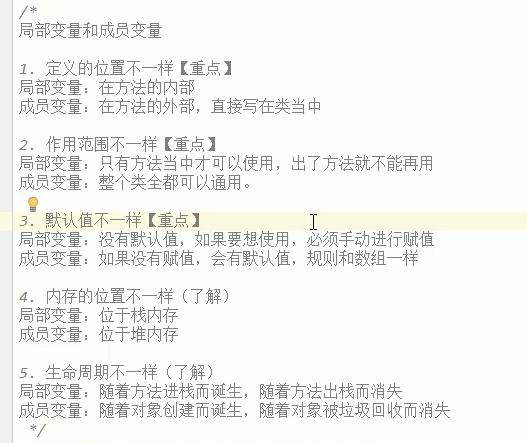 /*
局部变量和成员变量
1. 定义的位置不一样【重点】
局部变量：在方法的内部
成员变量：在方法的外部，直接写在类当中
2. 作用范围不一样【重点】
局部变量：只有方法当中才可以使用，出了方法就不能再用
成员变量：整个类全都可以通用。
3. 默认值不一样【重点】
局部变量：没有默认值，如果要想使用，必须手动进行赋值
成员变量：如果没有赋值，会有默认值，规则和数组一样
4. 内存的位置不一样（了解）
局部变量：位于栈内存
成员变量：位于堆内存
5. 生命周期不一样（了解）
局部变量：随着方法进栈而诞生，随着方法出栈而消失
成员变量：随着对象创建而诞生，随着对象被垃圾回收而消失
*/